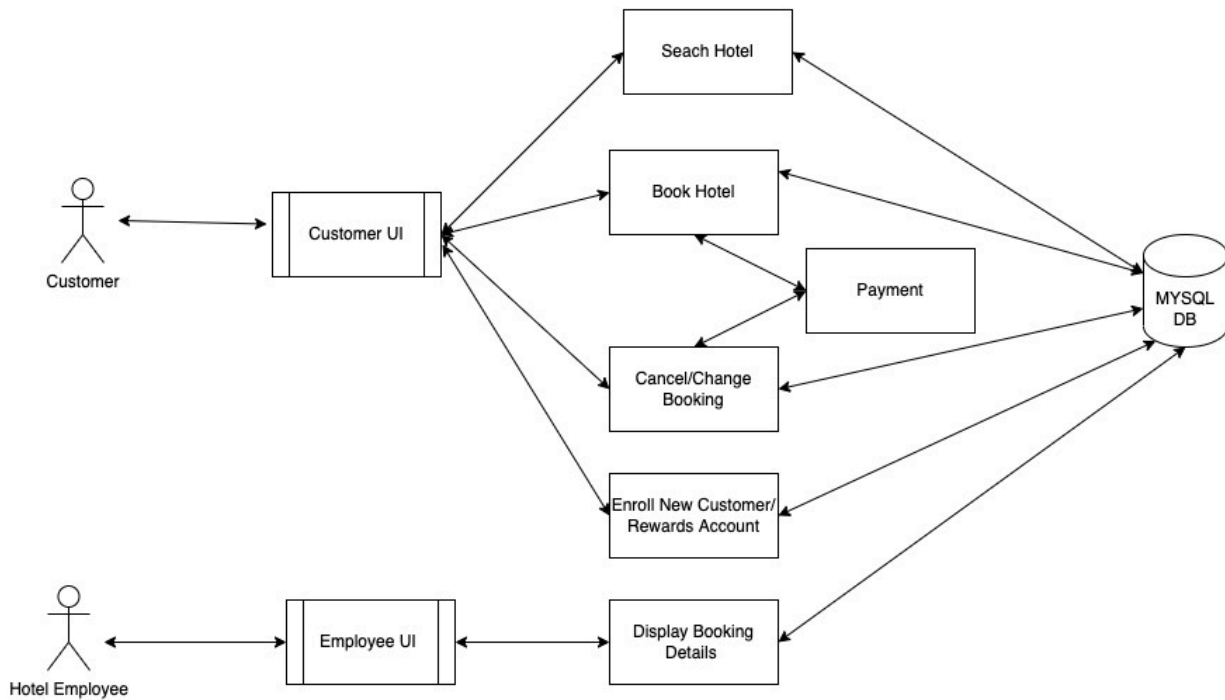 Seach Hotel
Book Hotel
Customer UI
Customer
Payment
MYSQL
DB
Cancel/Change
Booking
Enroll New Customer/
Rewards Account
Employee UI
Display Booking
Details
Hotel Employee